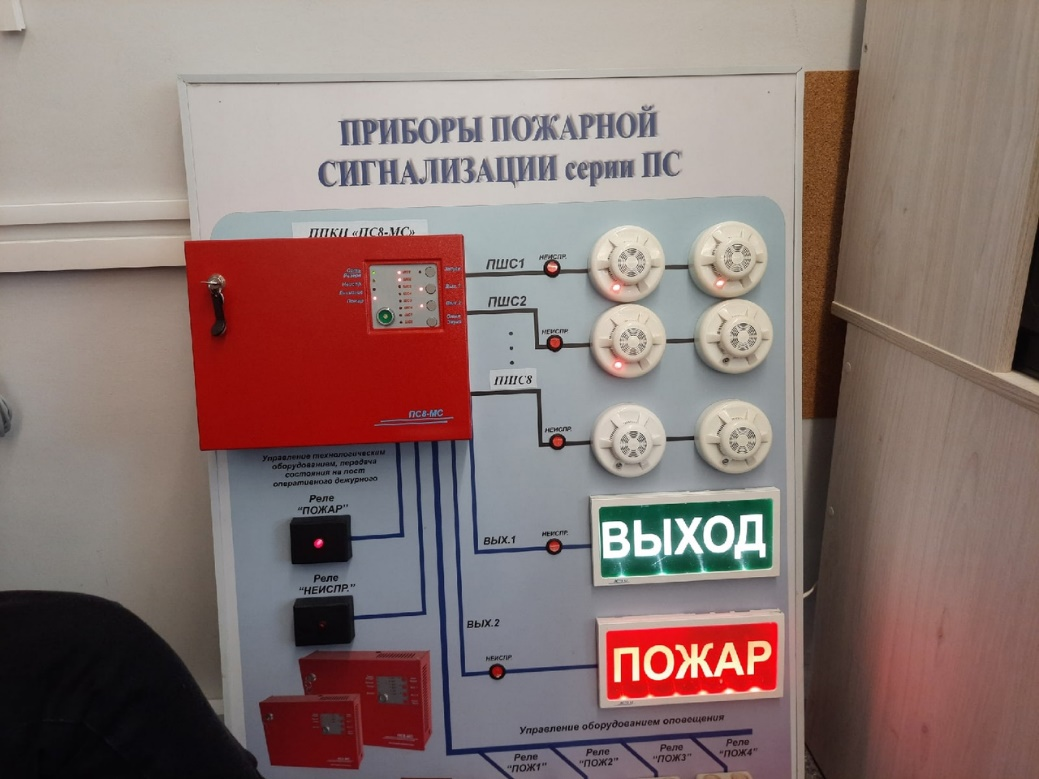 ПРИБОРЫ ПОЖАРНОЙ
СИГНАЛИЗАЦИИ серии ПС
ППКП «ПС8-МС»
ПШС1
НЕИСПР.
ПШС2
НЕИСПР.
ПШС8
НЕИСПР.
ПС8-МС
Управление технологическим
оборудованием, передача
состояния на пост
оперативного дежурного
Реле
"ПОЖАР"
ВЫХ.1
НЕИСПР.
ВЫХОД
Реле
"НЕИСПР."
ВЫХ.2
НЕИСПР.
ПОЖАР
Управление оборудованием оповещения
Реле
"ПОЖ1"
Реле
"ПОЖ2"
Реле
"ПОЖ3"
Реле
"ПОЖ4"